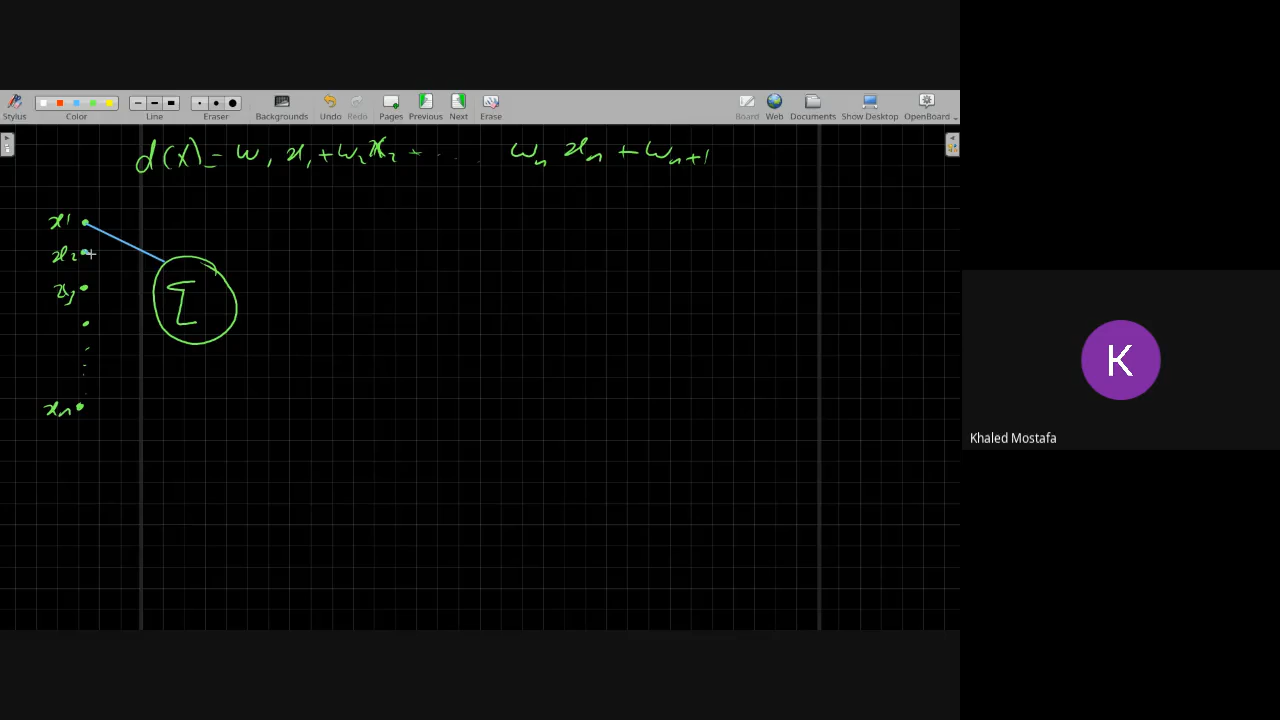 Stylus Color Line Eraser Backgrounds Undo Redo Pages Previous Next Erase Board Web Documents Show Desktop OpenBoard
d(x) = w₁ x₁ + w₂ x₂ + .... wₙ xₙ + wₙ₊₁
x₁
x₂
x₃
Σ
xₙ
K
Khaled Mostafa